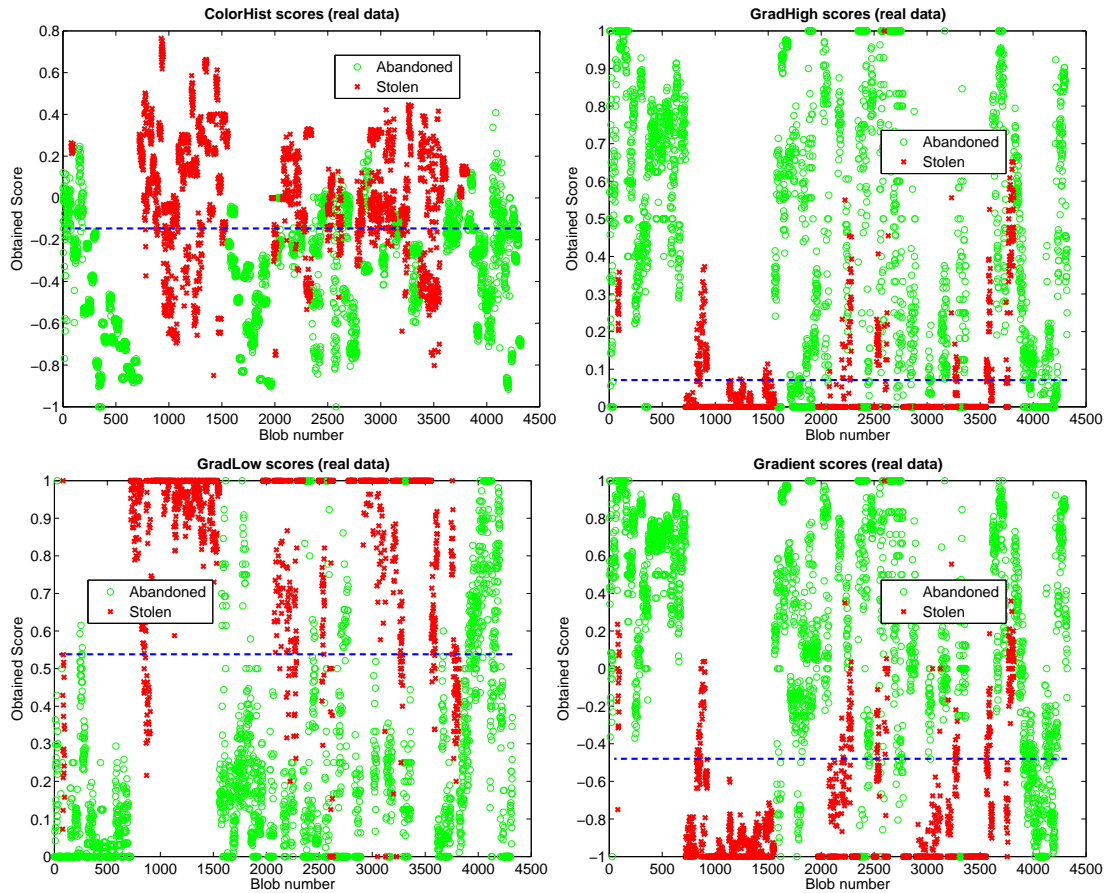 ColorHist scores (real data)
0.8
0.6
0.4
0.2
0
−0.2
−0.4
−0.6
−0.8
−1
Obtained Score
Abandoned
Stolen
0 500 1000 1500 2000 2500 3000 3500 4000 4500
Blob number
GradHigh scores (real data)
1
0.9
0.8
0.7
0.6
0.5
0.4
0.3
0.2
0.1
0
Obtained Score
Abandoned
Stolen
0 500 1000 1500 2000 2500 3000 3500 4000 4500
Blob number
GradLow scores (real data)
1
0.9
0.8
0.7
0.6
0.5
0.4
0.3
0.2
0.1
0
Obtained Score
Abandoned
Stolen
0 500 1000 1500 2000 2500 3000 3500 4000 4500
Blob number
Gradient scores (real data)
1
0.8
0.6
0.4
0.2
0
−0.2
−0.4
−0.6
−0.8
−1
Obtained Score
Abandoned
Stolen
0 500 1000 1500 2000 2500 3000 3500 4000 4500
Blob number